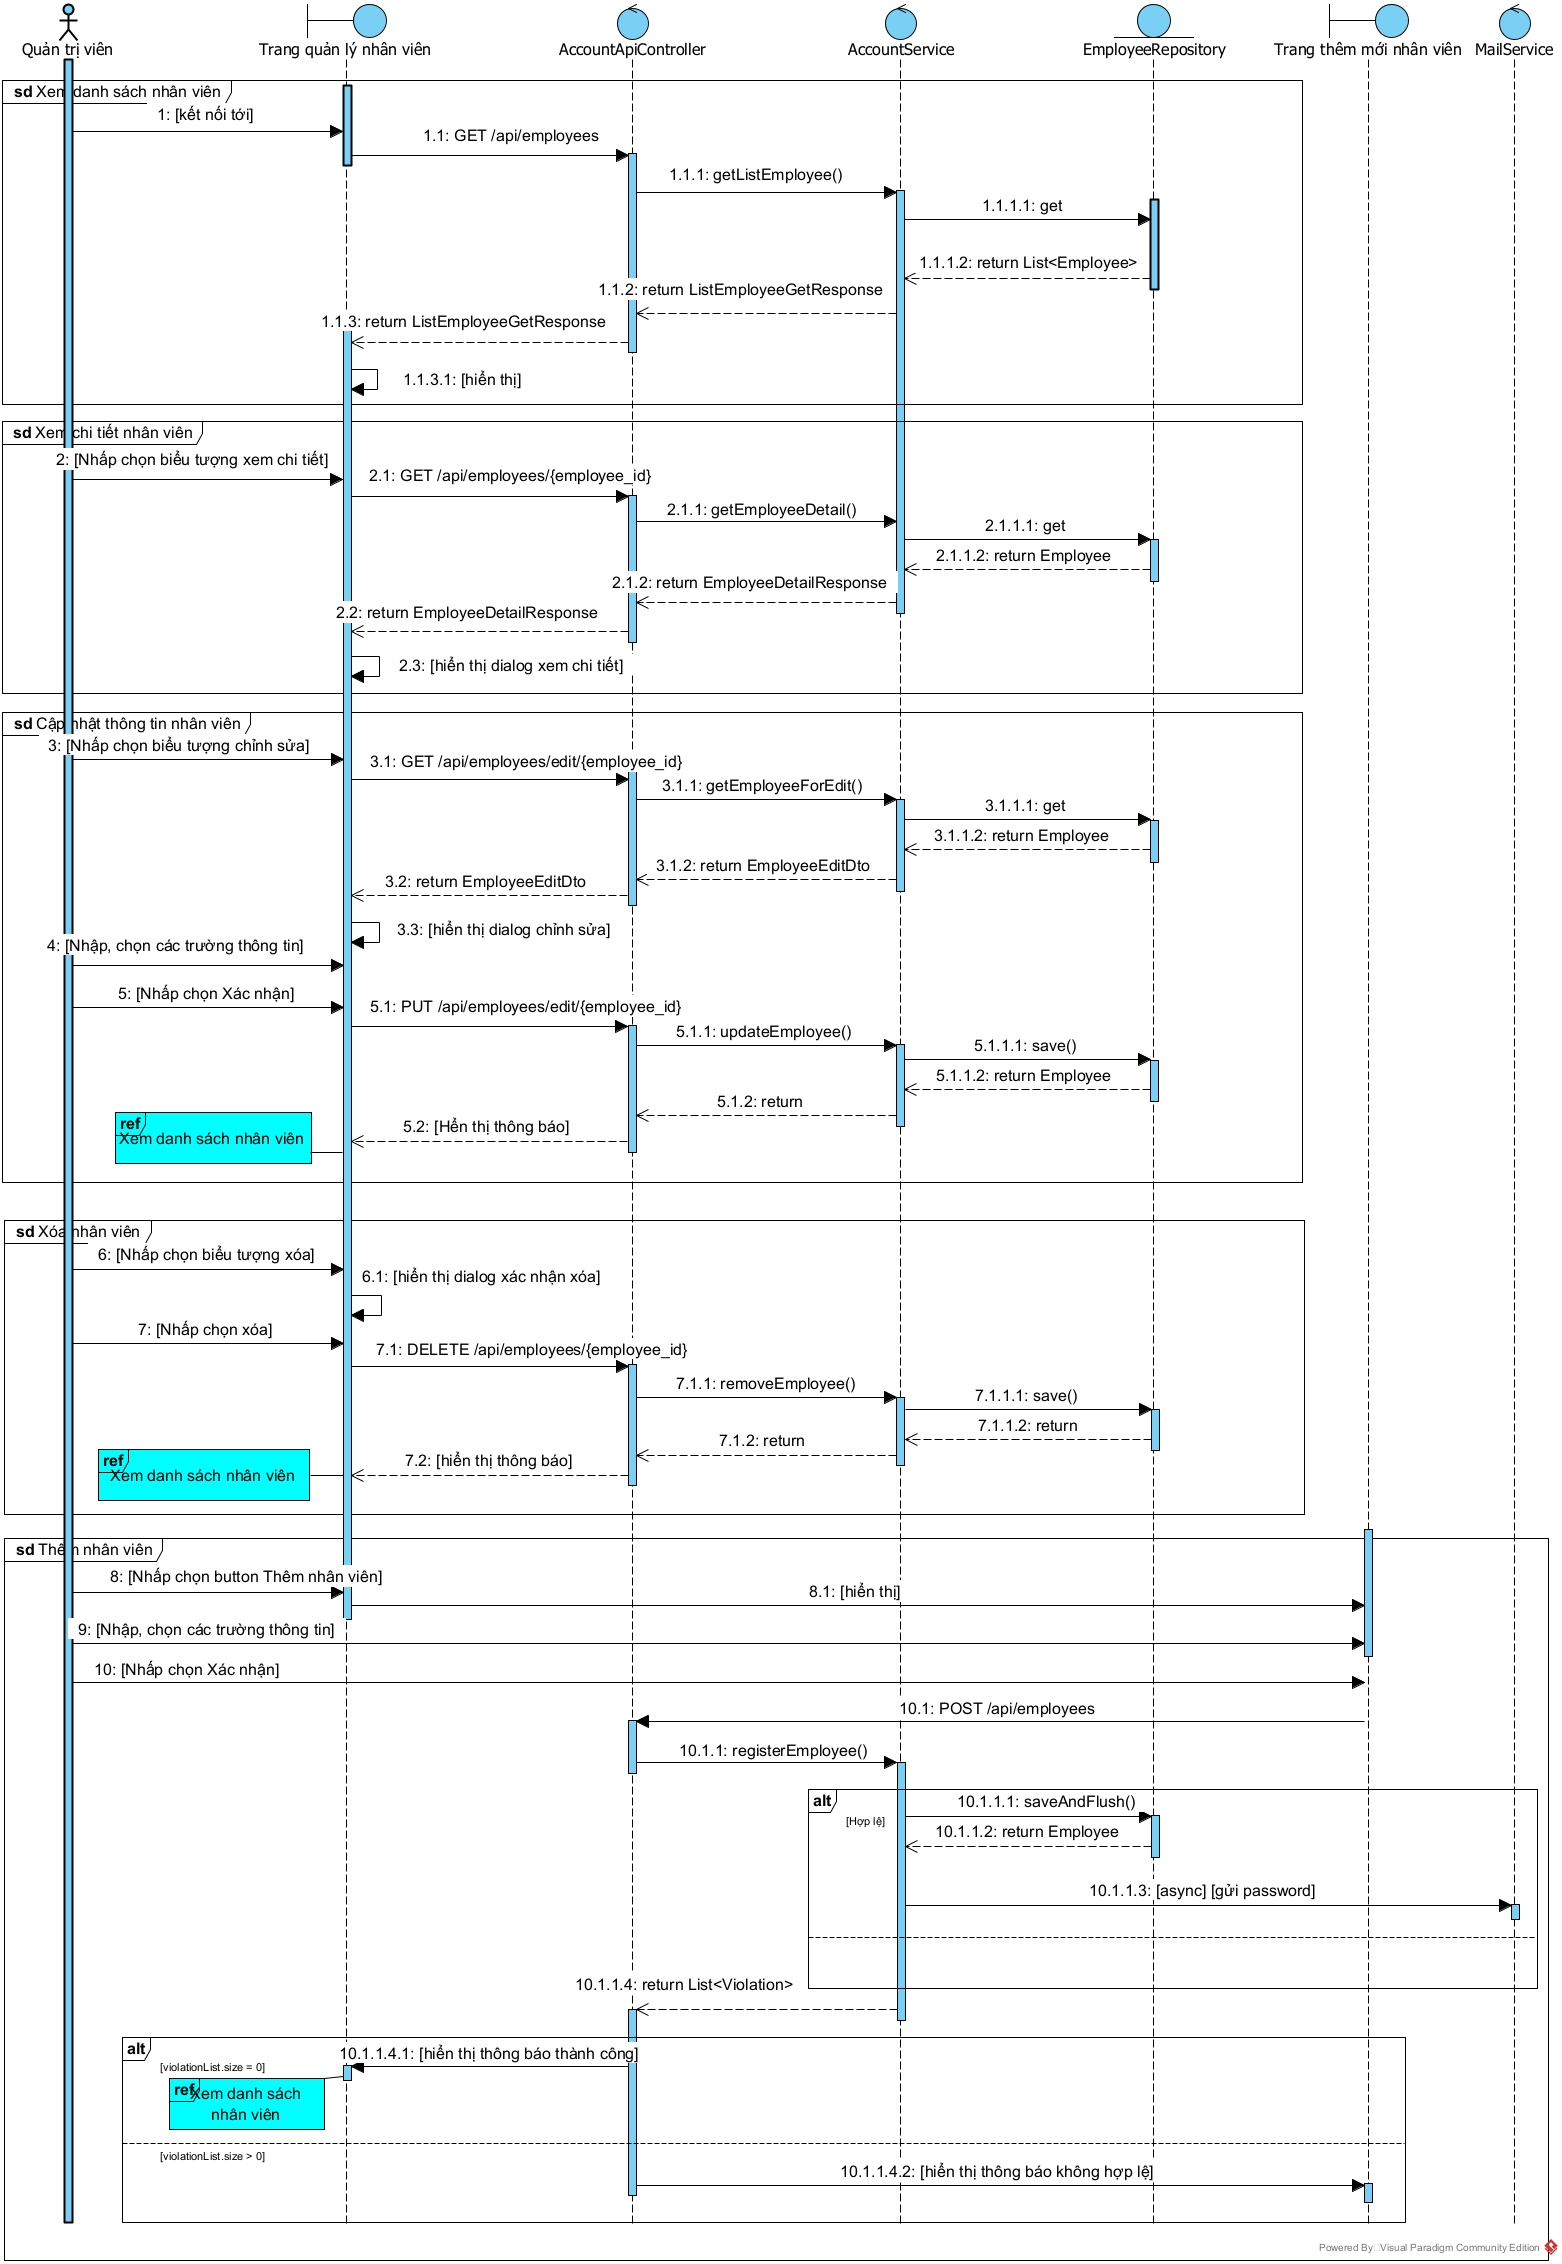 Quản trị viên
Trang quản lý nhân viên
AccountApiController
AccountService
EmployeeRepository
Trang thêm mới nhân viên
MailService
sd Xem danh sách nhân viên
1: [kết nối tới]
1.1: GET /api/employees
1.1.1: getListEmployee()
1.1.1.1: get
1.1.1.2: return List<Employee>
1.1.2: return ListEmployeeGetResponse
1.1.3: return ListEmployeeGetResponse
1.1.3.1: [hiển thị]
sd Xem chi tiết nhân viên
2: [Nhấp chọn biểu tượng xem chi tiết]
2.1: GET /api/employees/{employee_id}
2.1.1: getEmployeeDetail()
2.1.1.1: get
2.1.1.2: return Employee
2.1.2: return EmployeeDetailResponse
2.2: return EmployeeDetailResponse
2.3: [hiển thị dialog xem chi tiết]
sd Cập nhật thông tin nhân viên
3: [Nhấp chọn biểu tượng chỉnh sửa]
3.1: GET /api/employees/edit/{employee_id}
3.1.1: getEmployeeForEdit()
3.1.1.1: get
3.1.1.2: return Employee
3.1.2: return EmployeeEditDto
3.2: return EmployeeEditDto
3.3: [hiển thị dialog chỉnh sửa]
4: [Nhập, chọn các trường thông tin]
5: [Nhấp chọn Xác nhận]
5.1: PUT /api/employees/edit/{employee_id}
5.1.1: updateEmployee()
5.1.1.1: save()
5.1.1.2: return Employee
5.1.2: return
5.2: [Hển thị thông báo]
ref
Xem danh sách nhân viên
sd Xóa nhân viên
6: [Nhấp chọn biểu tượng xóa]
6.1: [hiển thị dialog xác nhận xóa]
7: [Nhấp chọn xóa]
7.1: DELETE /api/employees/{employee_id}
7.1.1: removeEmployee()
7.1.1.1: save()
7.1.1.2: return
7.1.2: return
7.2: [hiển thị thông báo]
ref
Xem danh sách nhân viên
sd Thêm nhân viên
8: [Nhấp chọn button Thêm nhân viên]
8.1: [hiển thị]
9: [Nhập, chọn các trường thông tin]
10: [Nhấp chọn Xác nhận]
10.1: POST /api/employees
10.1.1: registerEmployee()
alt
[Hợp lệ]
10.1.1.1: saveAndFlush()
10.1.1.2: return Employee
10.1.1.3: [async] [gửi password]
10.1.1.4: return List<Violation>
alt
[violationList.size = 0]
10.1.1.4.1: [hiển thị thông báo thành công]
ref
Xem danh sách
nhân viên
[violationList.size > 0]
10.1.1.4.2: [hiển thị thông báo không hợp lệ]
Powered By Visual Paradigm Community Edition